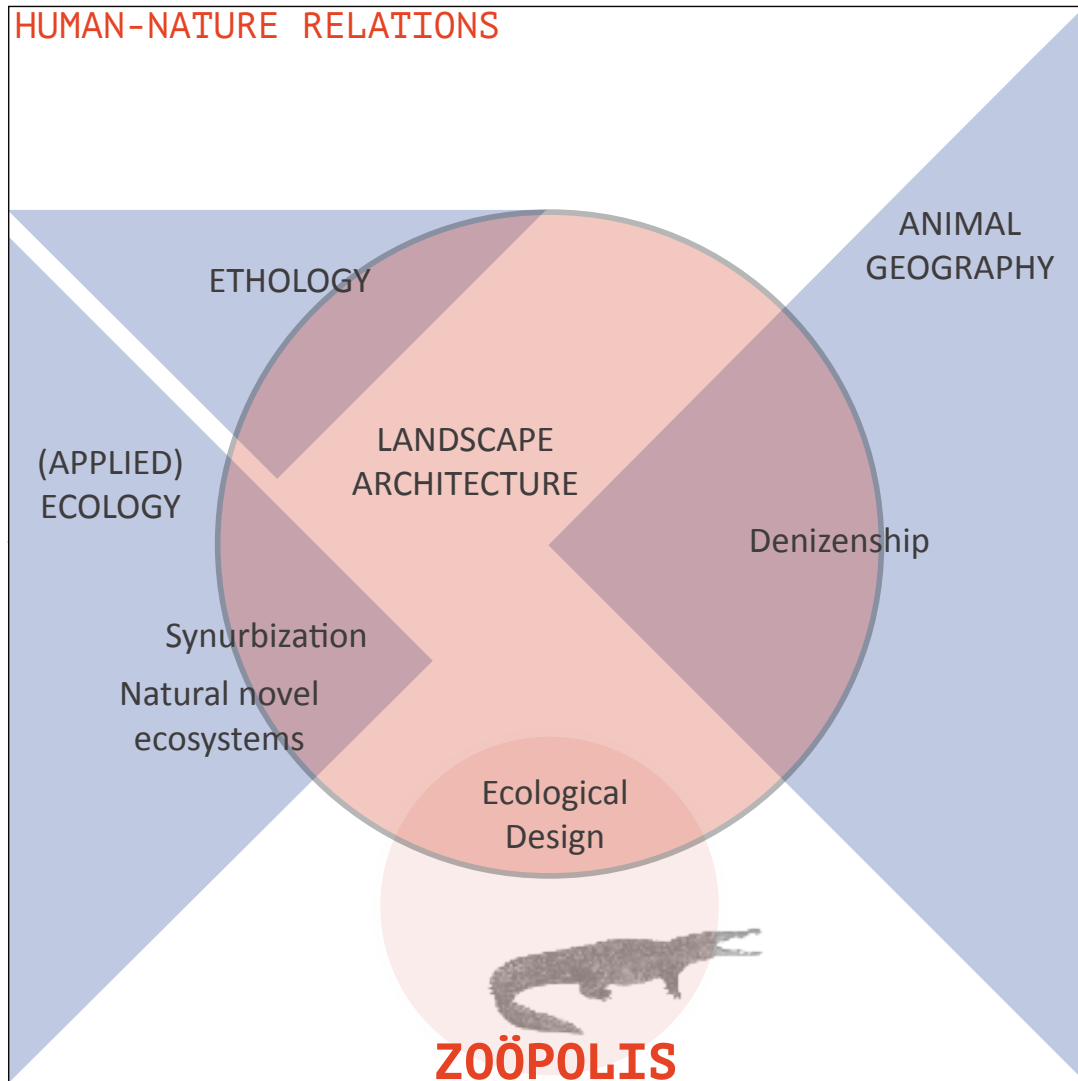 HUMAN-NATURE RELATIONS
ANIMAL
GEOGRAPHY
ETHOLOGY
LANDSCAPE
ARCHITECTURE
(APPLIED)
ECOLOGY
Denizenship
Synurbization
Natural novel
ecosystems
Ecological
Design
ZOÖPOLIS